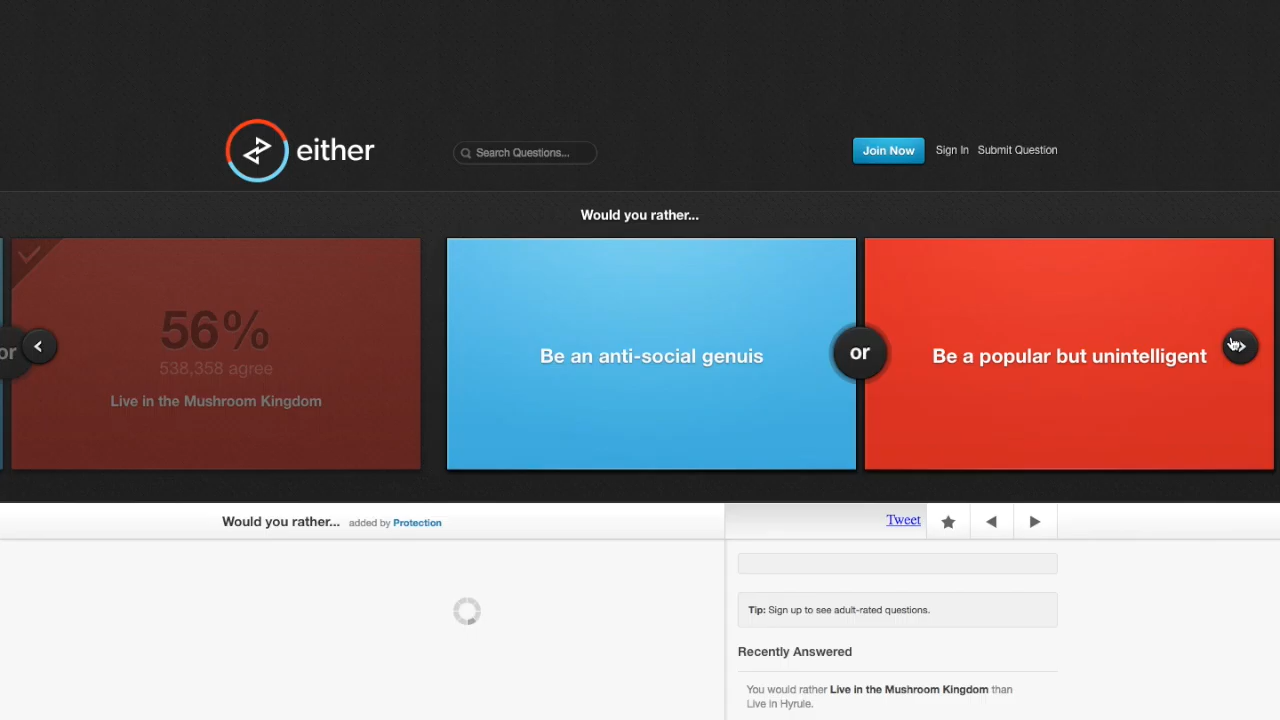 either
Search Questions...
Join Now
Sign In
Submit Question
Would you rather...
or
56%
538,358 agree
Live in the Mushroom Kingdom
Be an anti-social genuis
or
Be a popular but unintelligent
Would you rather... added by Protection
Tweet
Tip: Sign up to see adult-rated questions.
Recently Answered
You would rather Live in the Mushroom Kingdom than
Live in Hyrule.